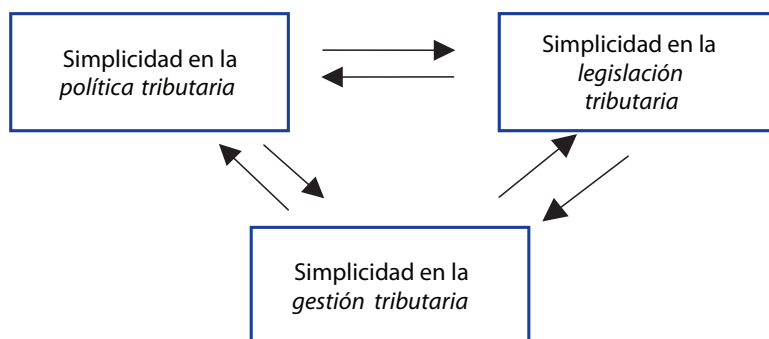 Simplicidad en la
política tributaria
Simplicidad en la
legislación
tributaria
Simplicidad en la
gestión tributaria